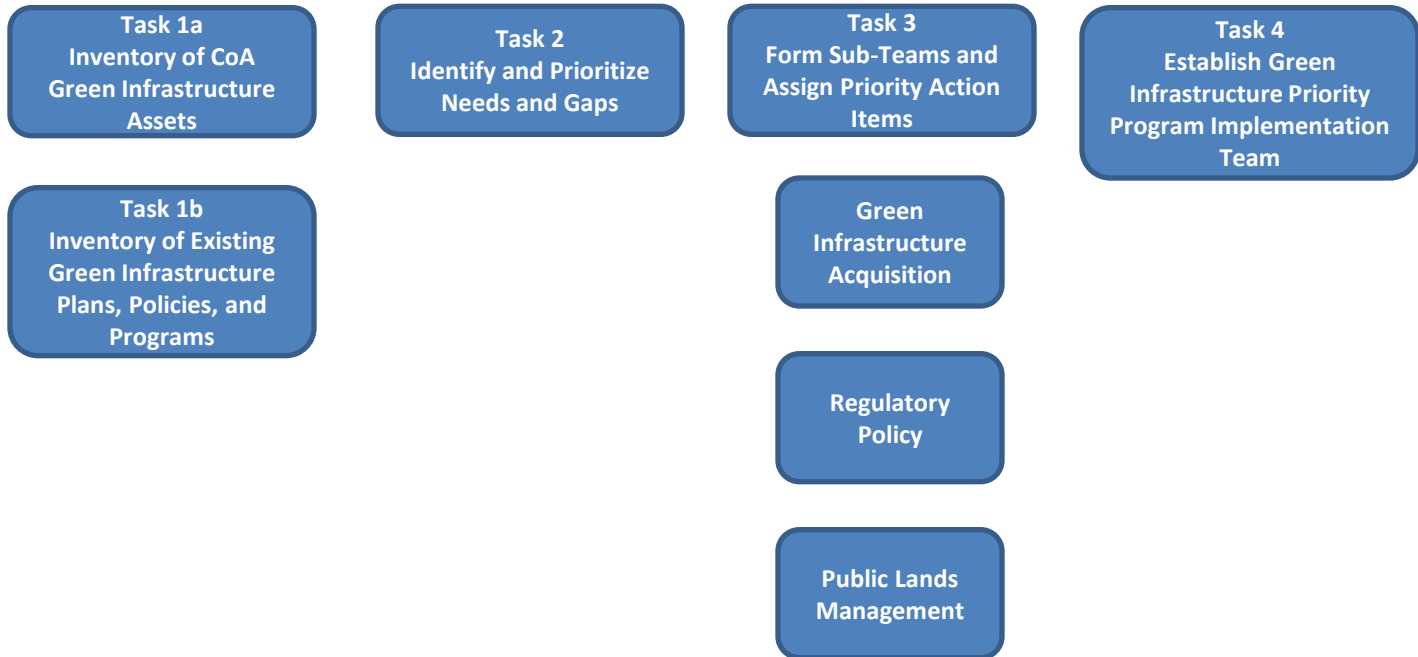 Task 1a
Inventory of CoA
Green Infrastructure
Assets
Task 1b
Inventory of Existing
Green Infrastructure
Plans, Policies, and
Programs
Task 2
Identify and Prioritize
Needs and Gaps
Task 3
Form Sub-Teams and
Assign Priority Action
Items
Green
Infrastructure
Acquisition
Regulatory
Policy
Public Lands
Management
Task 4
Establish Green
Infrastructure Priority
Program Implementation
Team